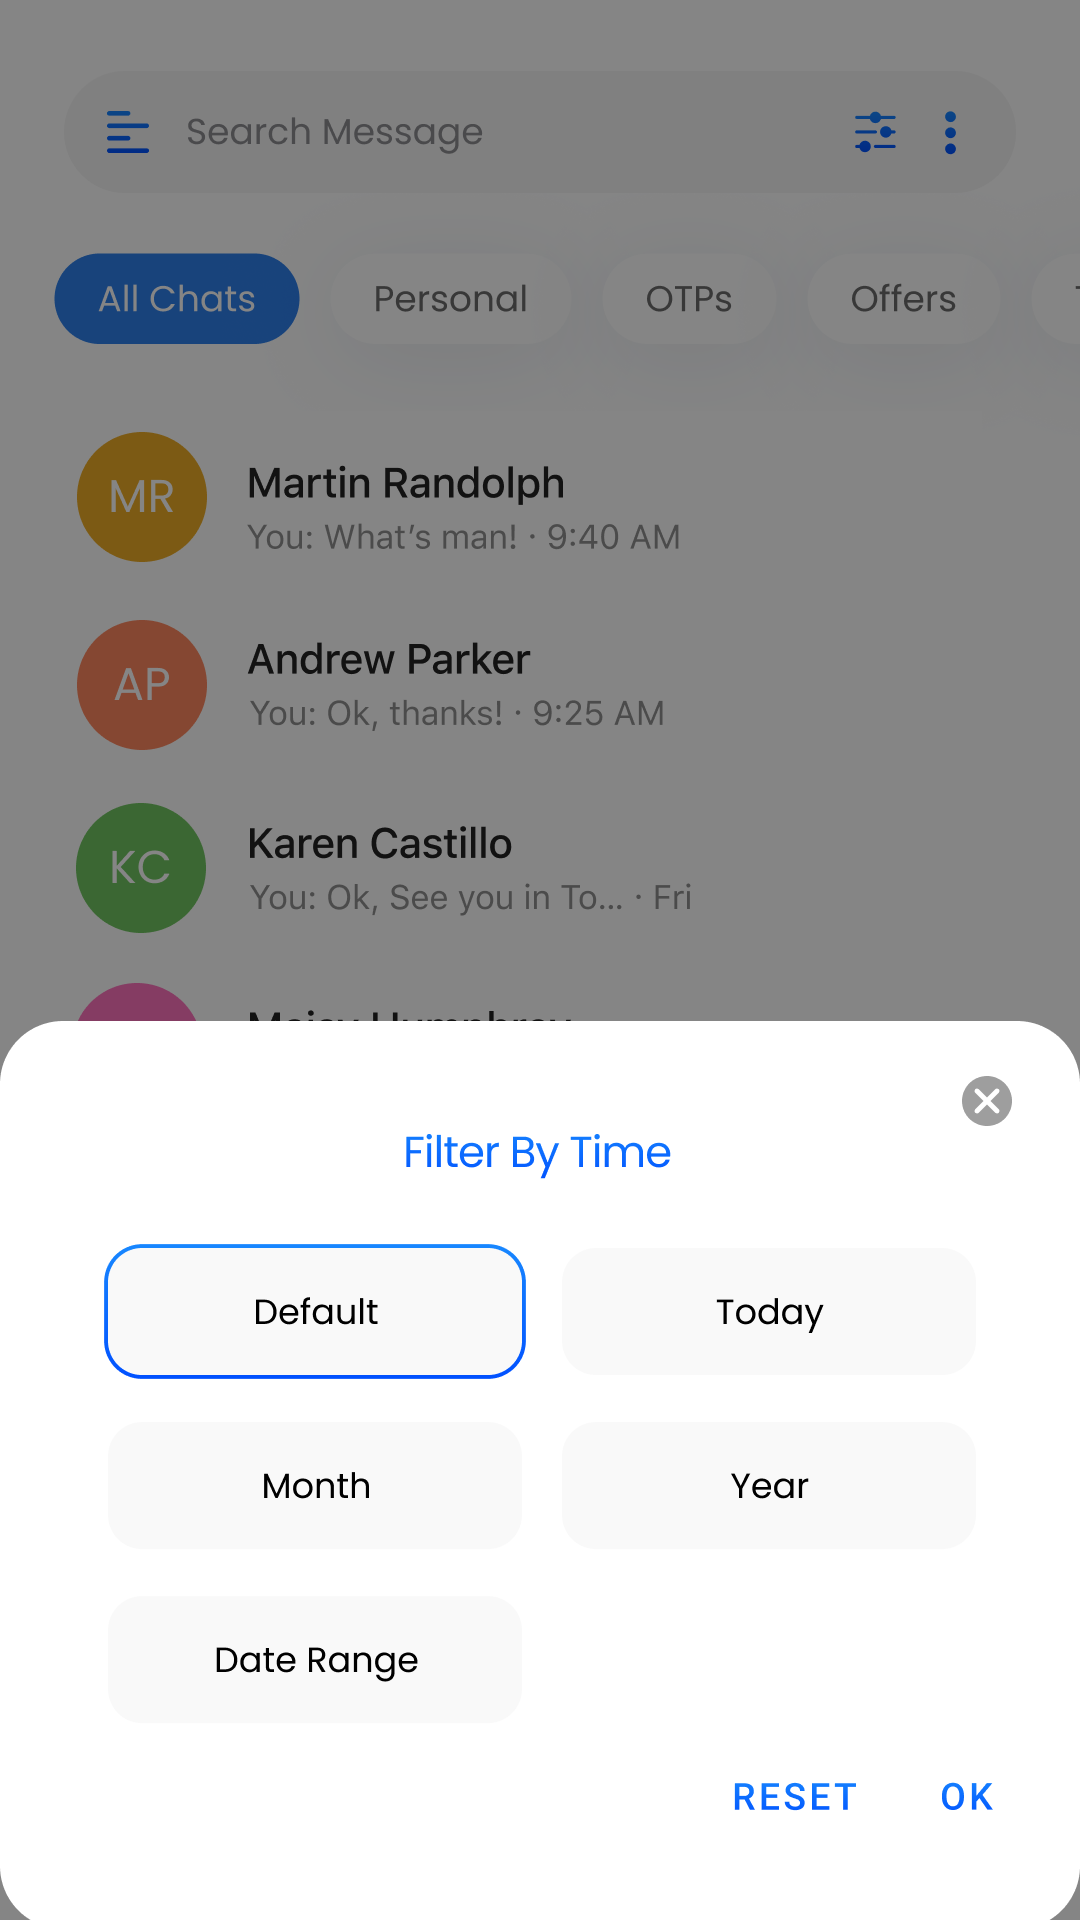 Search Message
All Chats Personal OTPs Offers
MR
Martin Randolph
You: What’s man! · 9:40 AM
AP
Andrew Parker
You: Ok, thanks! · 9:25 AM
KC
Karen Castillo
You: Ok, See you in To... · Fri
Maisy Humphrey
Filter By Time
Default Today
Month Year
Date Range
RESET OK